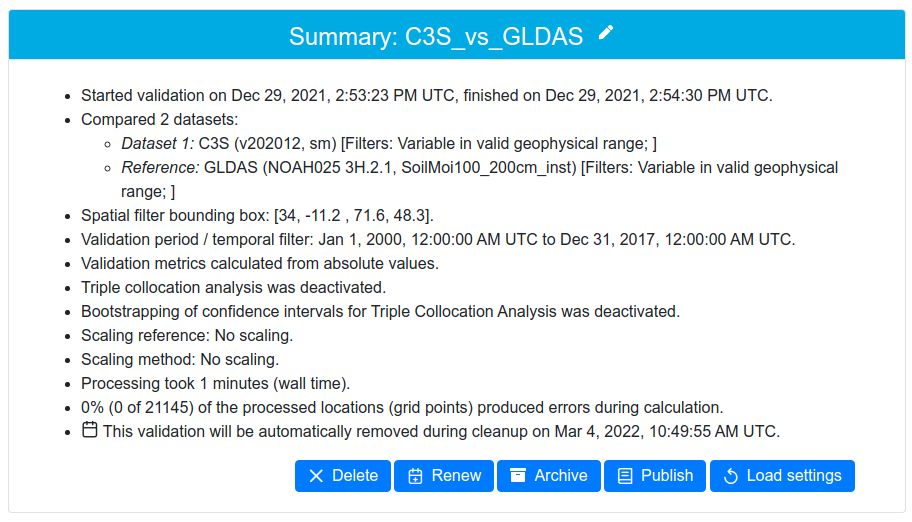 Summary: C3S_vs_GLDAS
Started validation on Dec 29, 2021, 2:53:23 PM UTC, finished on Dec 29, 2021, 2:54:30 PM UTC.
Compared 2 datasets:
Dataset 1: C3S (v202012, sm) [Filters: Variable in valid geophysical range; ]
Reference: GLDAS (NOAH025 3H.2.1, SoilMoi100_200cm_inst) [Filters: Variable in valid geophysical
range; ]
Spatial filter bounding box: [34, -11.2 , 71.6, 48.3].
Validation period / temporal filter: Jan 1, 2000, 12:00:00 AM UTC to Dec 31, 2017, 12:00:00 AM UTC.
Validation metrics calculated from absolute values.
Triple collocation analysis was deactivated.
Bootstrapping of confidence intervals for Triple Collocation Analysis was deactivated.
Scaling reference: No scaling.
Scaling method: No scaling.
Processing took 1 minutes (wall time).
0% (0 of 21145) of the processed locations (grid points) produced errors during calculation.
This validation will be automatically removed during cleanup on Mar 4, 2022, 10:49:55 AM UTC.
Delete Renew Archive Publish Load settings